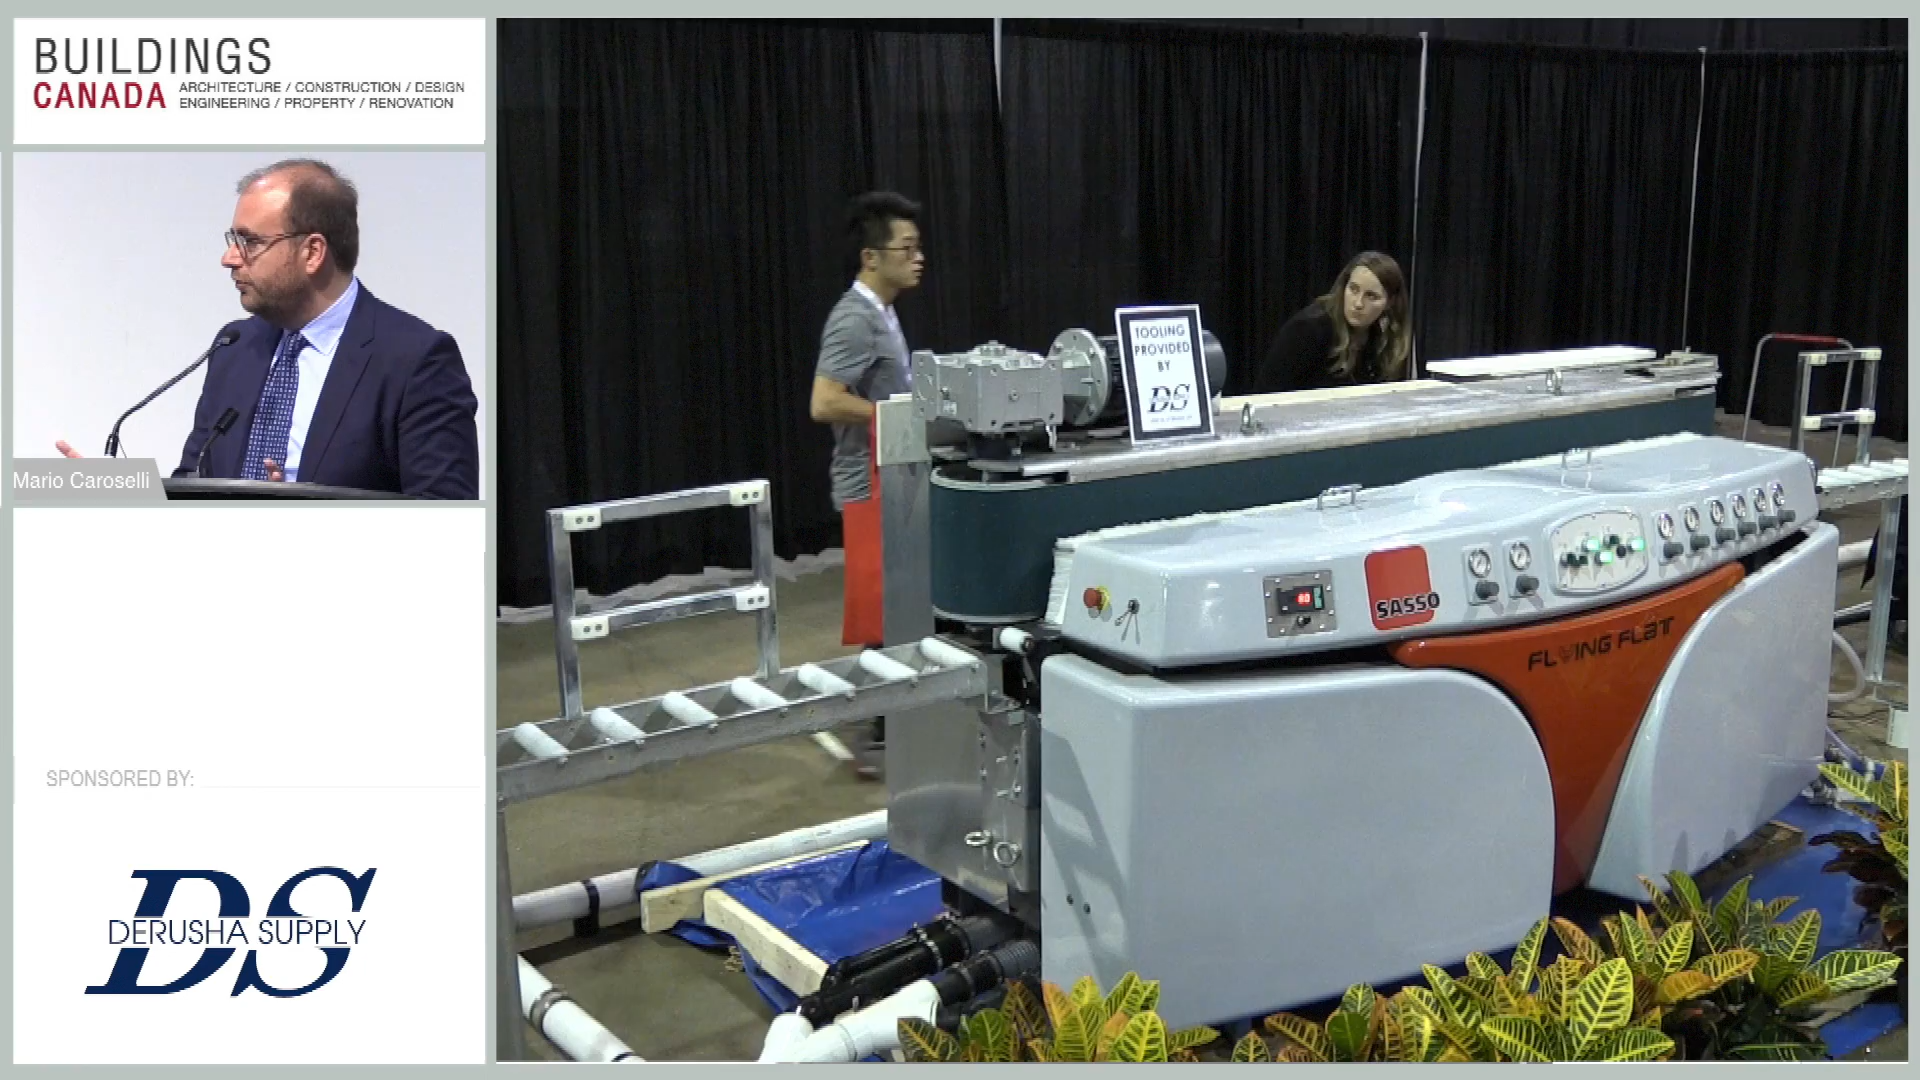 BUILDINGS
CANADA
ARCHITECTURE / CONSTRUCTION / DESIGN
ENGINEERING / PROPERTY / RENOVATION
Mario Caroselli
SPONSORED BY:
DS
DERUSHA SUPPLY
TOOLING
PROVIDED
BY
DS
80
SASSO
FLYING FLAT